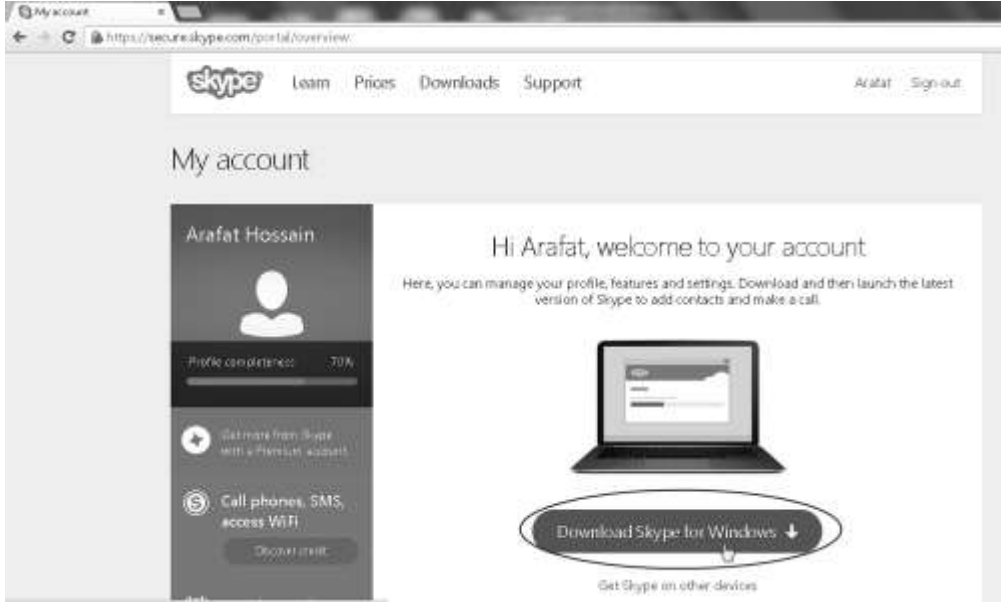 My account
https://secure.skype.com/portal/overview
skype Learn Prices Downloads Support Arafat Sign out
My account
Arafat Hossain
Profile completeness 70%
Get more from Skype
with a Premium account
Call phones, SMS,
access WiFi
Discover credit
Hi Arafat, welcome to your account
Here, you can manage your profile, features and settings. Download and then launch the latest
version of Skype to add contacts and make a call.
Download Skype for Windows
Get Skype on other devices